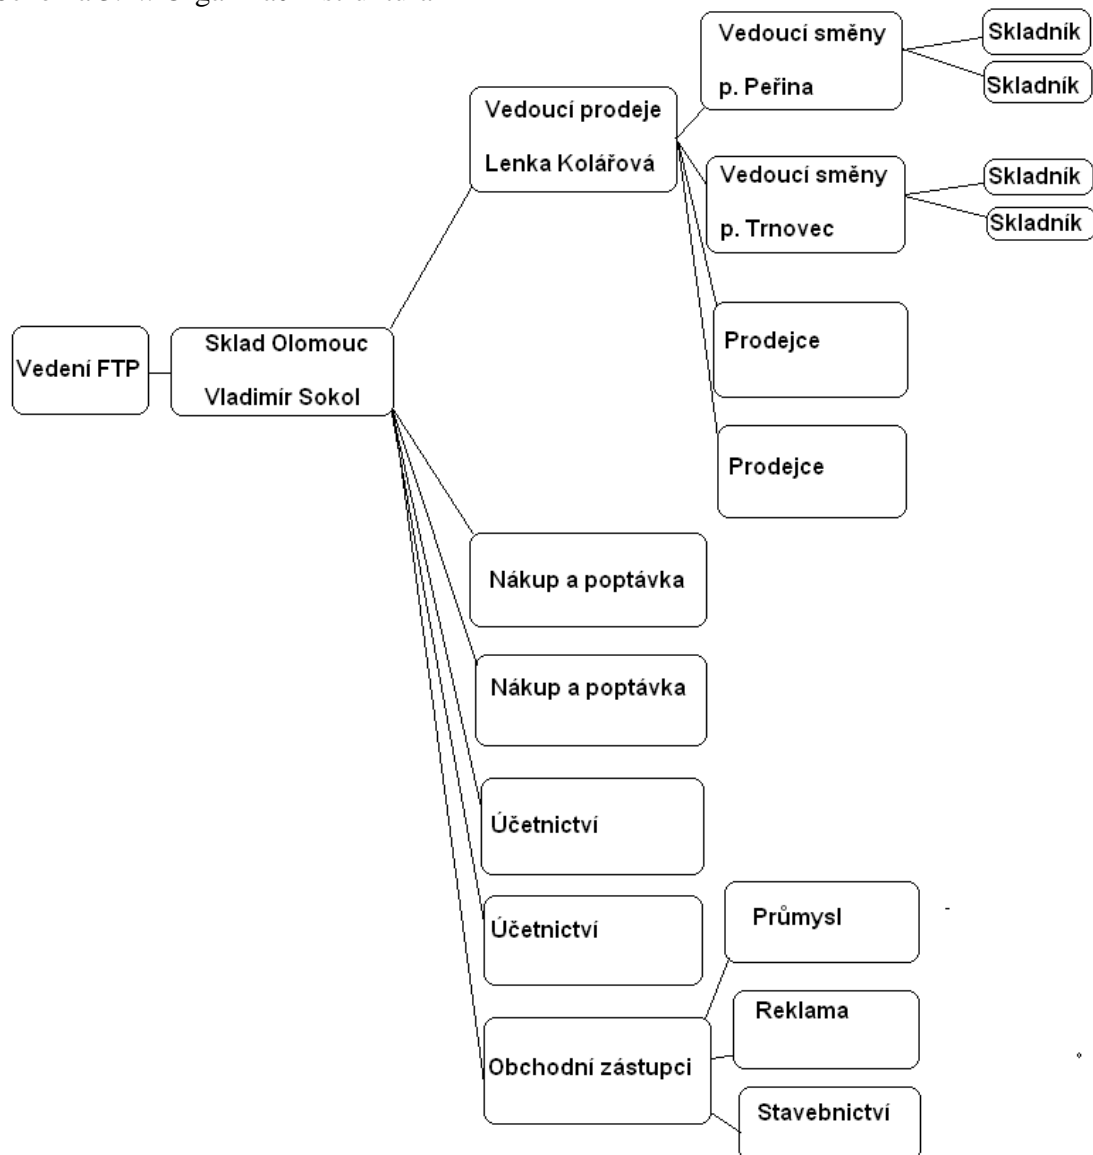 Vedoucí směny
p. Peřina
Skladník
Skladník
Vedoucí prodeje
Lenka Kolářová
Vedoucí směny
p. Trnovec
Skladník
Skladník
Prodejce
Prodejce
Vedení FTP
Sklad Olomouc
Vladimír Sokol
Nákup a poptávka
Nákup a poptávka
Účetnictví
Účetnictví
Obchodní zástupci
Průmysl
Reklama
Stavebnictví